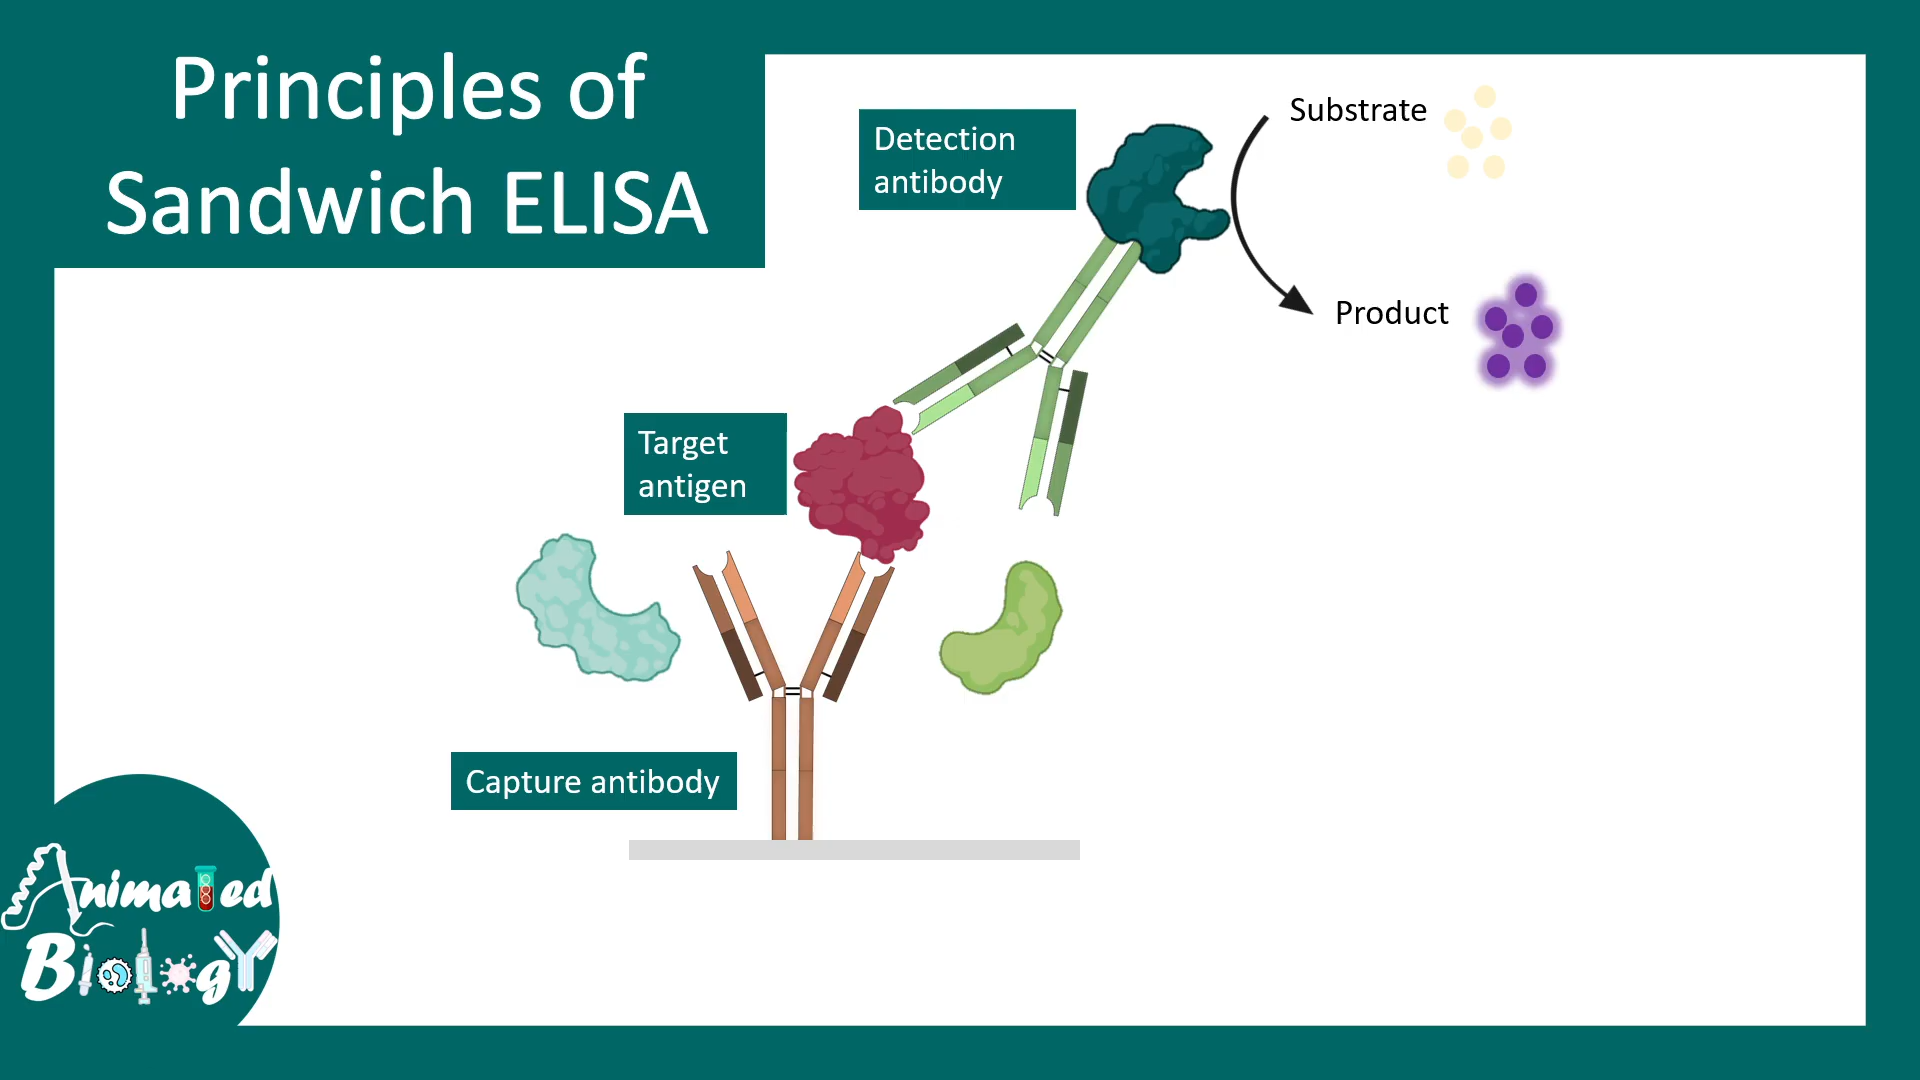 Principles of
Sandwich ELISA
Detection
antibody
Substrate
Product
Target
antigen
Capture antibody
Animated
Biology